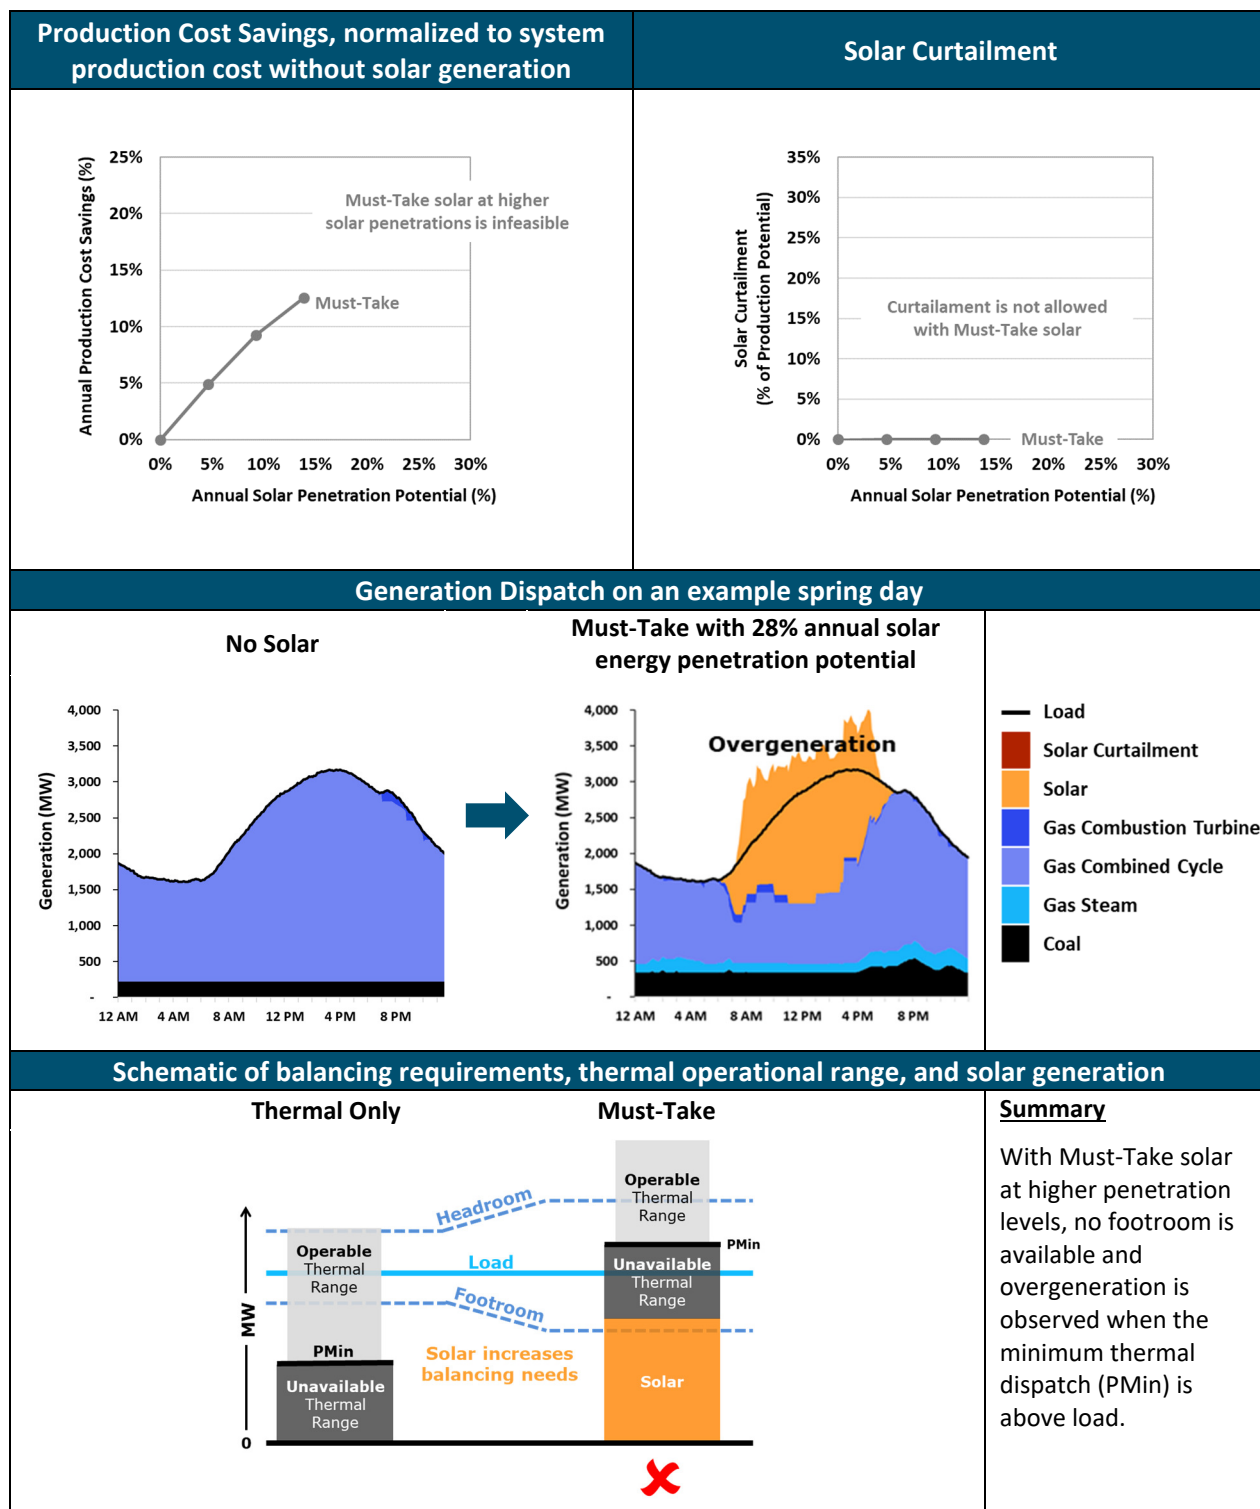 Production Cost Savings, normalized to system
production cost without solar generation
Solar Curtailment
Annual Production Cost Savings (%)
25%
20%
15%
10%
5%
0%
Must-Take solar at higher
solar penetrations is infeasible
Must-Take
0% 5% 10% 15% 20% 25% 30%
Annual Solar Penetration Potential (%)
Solar Curtailment
(% of Production Potential)
35%
30%
25%
20%
15%
10%
5%
0%
Curtailament is not allowed
with Must-Take solar
Must-Take
0% 5% 10% 15% 20% 25% 30%
Annual Solar Penetration Potential (%)
Generation Dispatch on an example spring day
No Solar
Generation (MW)
4,000
3,500
3,000
2,500
2,000
1,500
1,000
500
-
12 AM 4 AM 8 AM 12 PM 4 PM 8 PM
Must-Take with 28% annual solar
energy penetration potential
Generation (MW)
4,000
3,500
3,000
2,500
2,000
1,500
1,000
500
-
Overgeneration
12 AM 4 AM 8 AM 12 PM 4 PM 8 PM
Load
Solar Curtailment
Solar
Gas Combustion Turbine
Gas Combined Cycle
Gas Steam
Coal
Schematic of balancing requirements, thermal operational range, and solar generation
Thermal Only
Must-Take
MW
0
Operable
Thermal
Range
PMin
Unavailable
Thermal
Range
Headroom
Load
Footroom
Solar increases
balancing needs
Operable
Thermal
Range
PMin
Unavailable
Thermal
Range
Solar
Summary
With Must-Take solar
at higher penetration
levels, no footroom is
available and
overgeneration is
observed when the
minimum thermal
dispatch (PMin) is
above load.